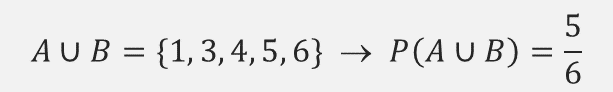 A ∪ B = {1, 3, 4, 5, 6} → P(A ∪ B) = 5/6